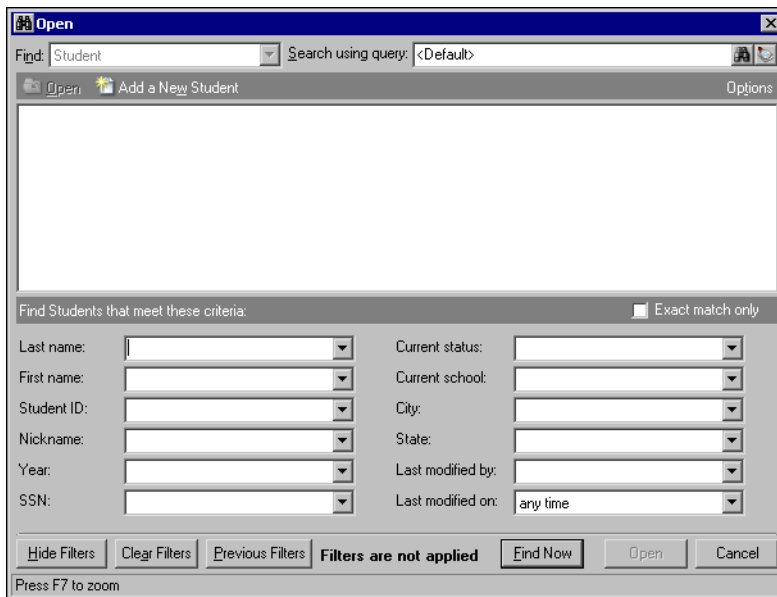 Open
Find: Student Search using query: <Default>
Open Add a New Student Options
Find Students that meet these criteria: Exact match only
Last name: Current status:
First name: Current school:
Student ID: City:
Nickname: State:
Year: Last modified by:
SSN: Last modified on: any time
Hide Filters Clear Filters Previous Filters Filters are not applied Find Now Open Cancel
Press F7 to zoom